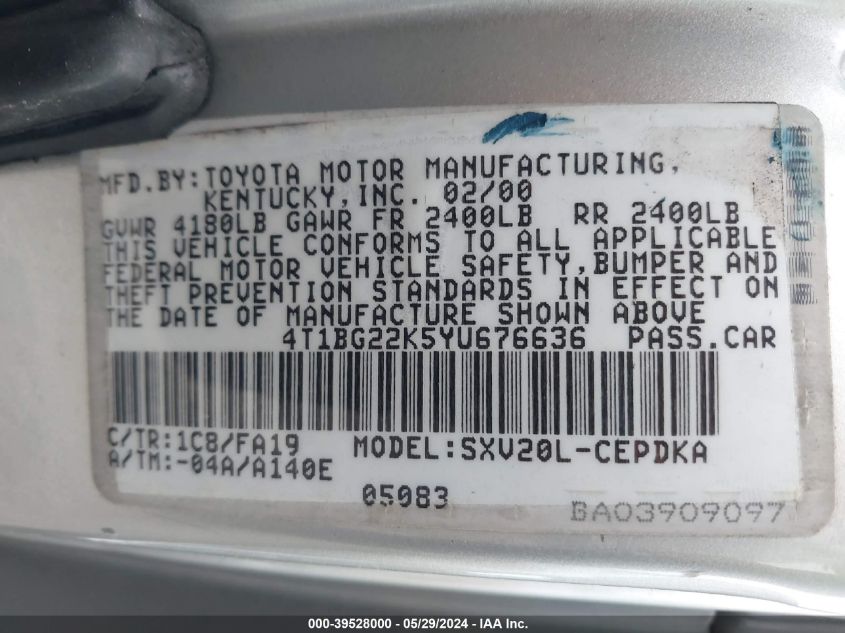 MFD.BY:TOYOTA MOTOR MANUFACTURING,
KENTUCKY,INC. 02/00
GVWR 4180LB GAWR FR 2400LB RR 2400LB
THIS VEHICLE CONFORMS TO ALL APPLICABLE
FEDERAL MOTOR VEHICLE SAFETY,BUMPER AND
THEFT PREVENTION STANDARDS IN EFFECT ON
THE DATE OF MANUFACTURE SHOWN ABOVE
4T1BG22K5YU676636 PASS.CAR
C/TR:1C8/FA19 MODEL:SXV20L-CEPDKA
A/TM:-04A/A140E
05083
BA03909097
000-39528000 - 05/29/2024 - IAA Inc.